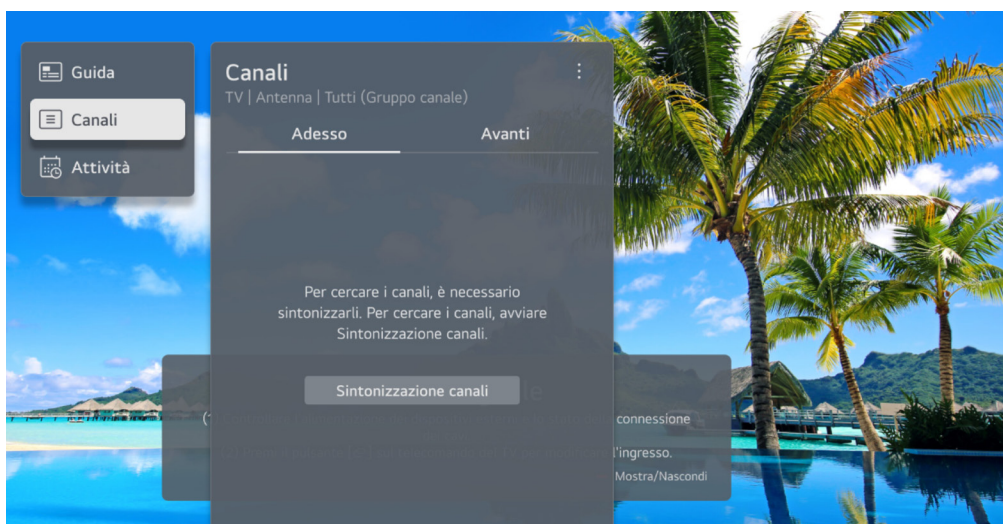 Guida
Canali
Attività
Canali
TV | Antenna | Tutti (Gruppo canale)
Adesso
Avanti
Per cercare i canali, è necessario
sintonizzarli. Per cercare i canali, avviare
Sintonizzazione canali.
Sintonizzazione canali
connessione
l'ingresso.
Mostra/Nascondi